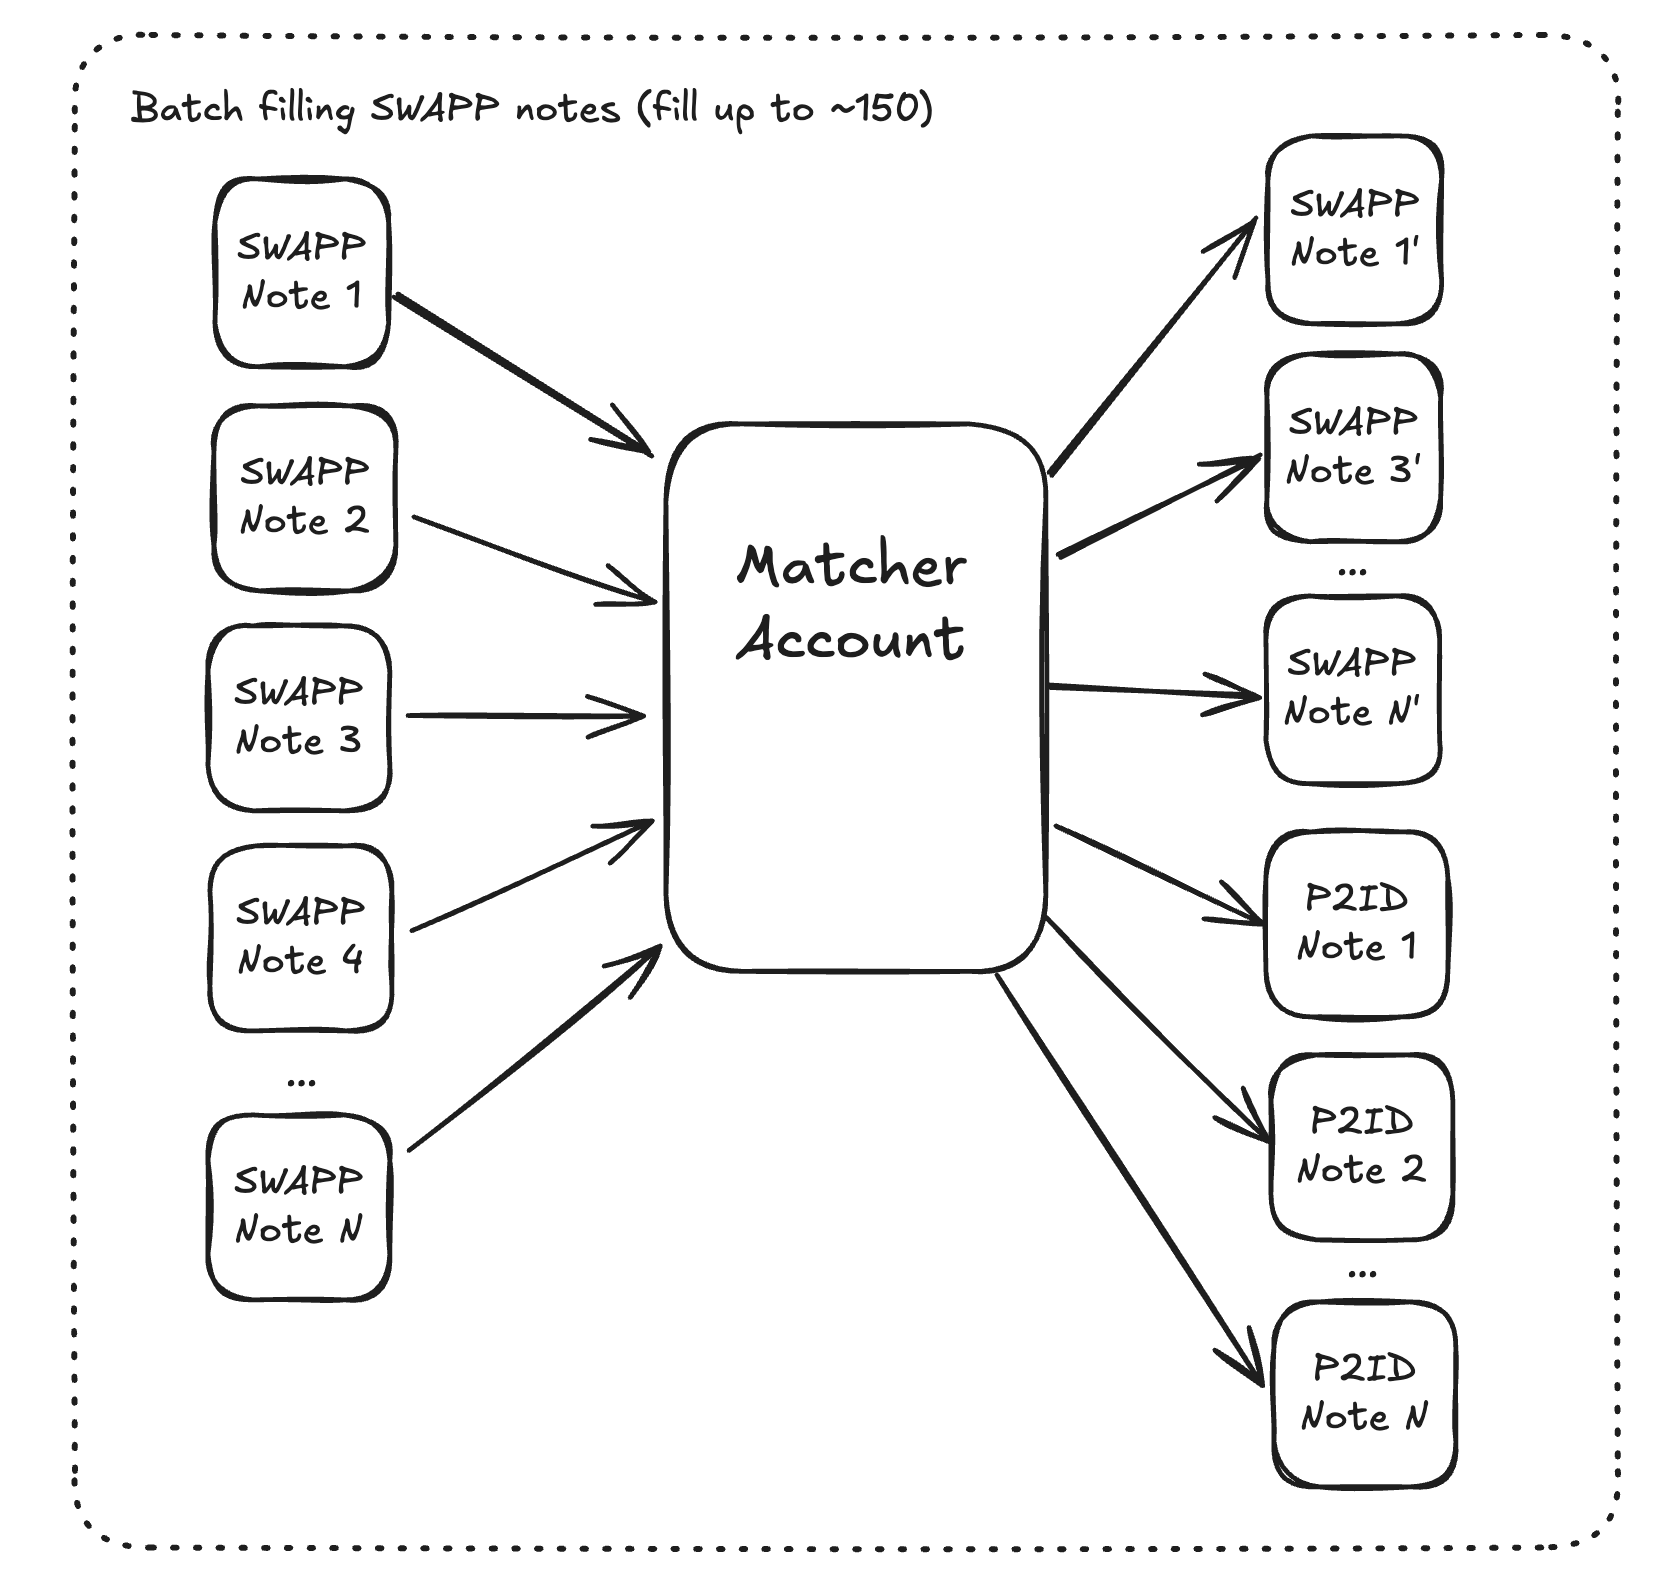 Batch filling SWAPP notes (fill up to ~150)
SWAPP
Note 1
SWAPP
Note 2
SWAPP
Note 3
SWAPP
Note 4
...
SWAPP
Note N
Matcher
Account
SWAPP
Note 1'
SWAPP
Note 3'
...
SWAPP
Note N'
P2ID
Note 1
P2ID
Note 2
...
P2ID
Note N